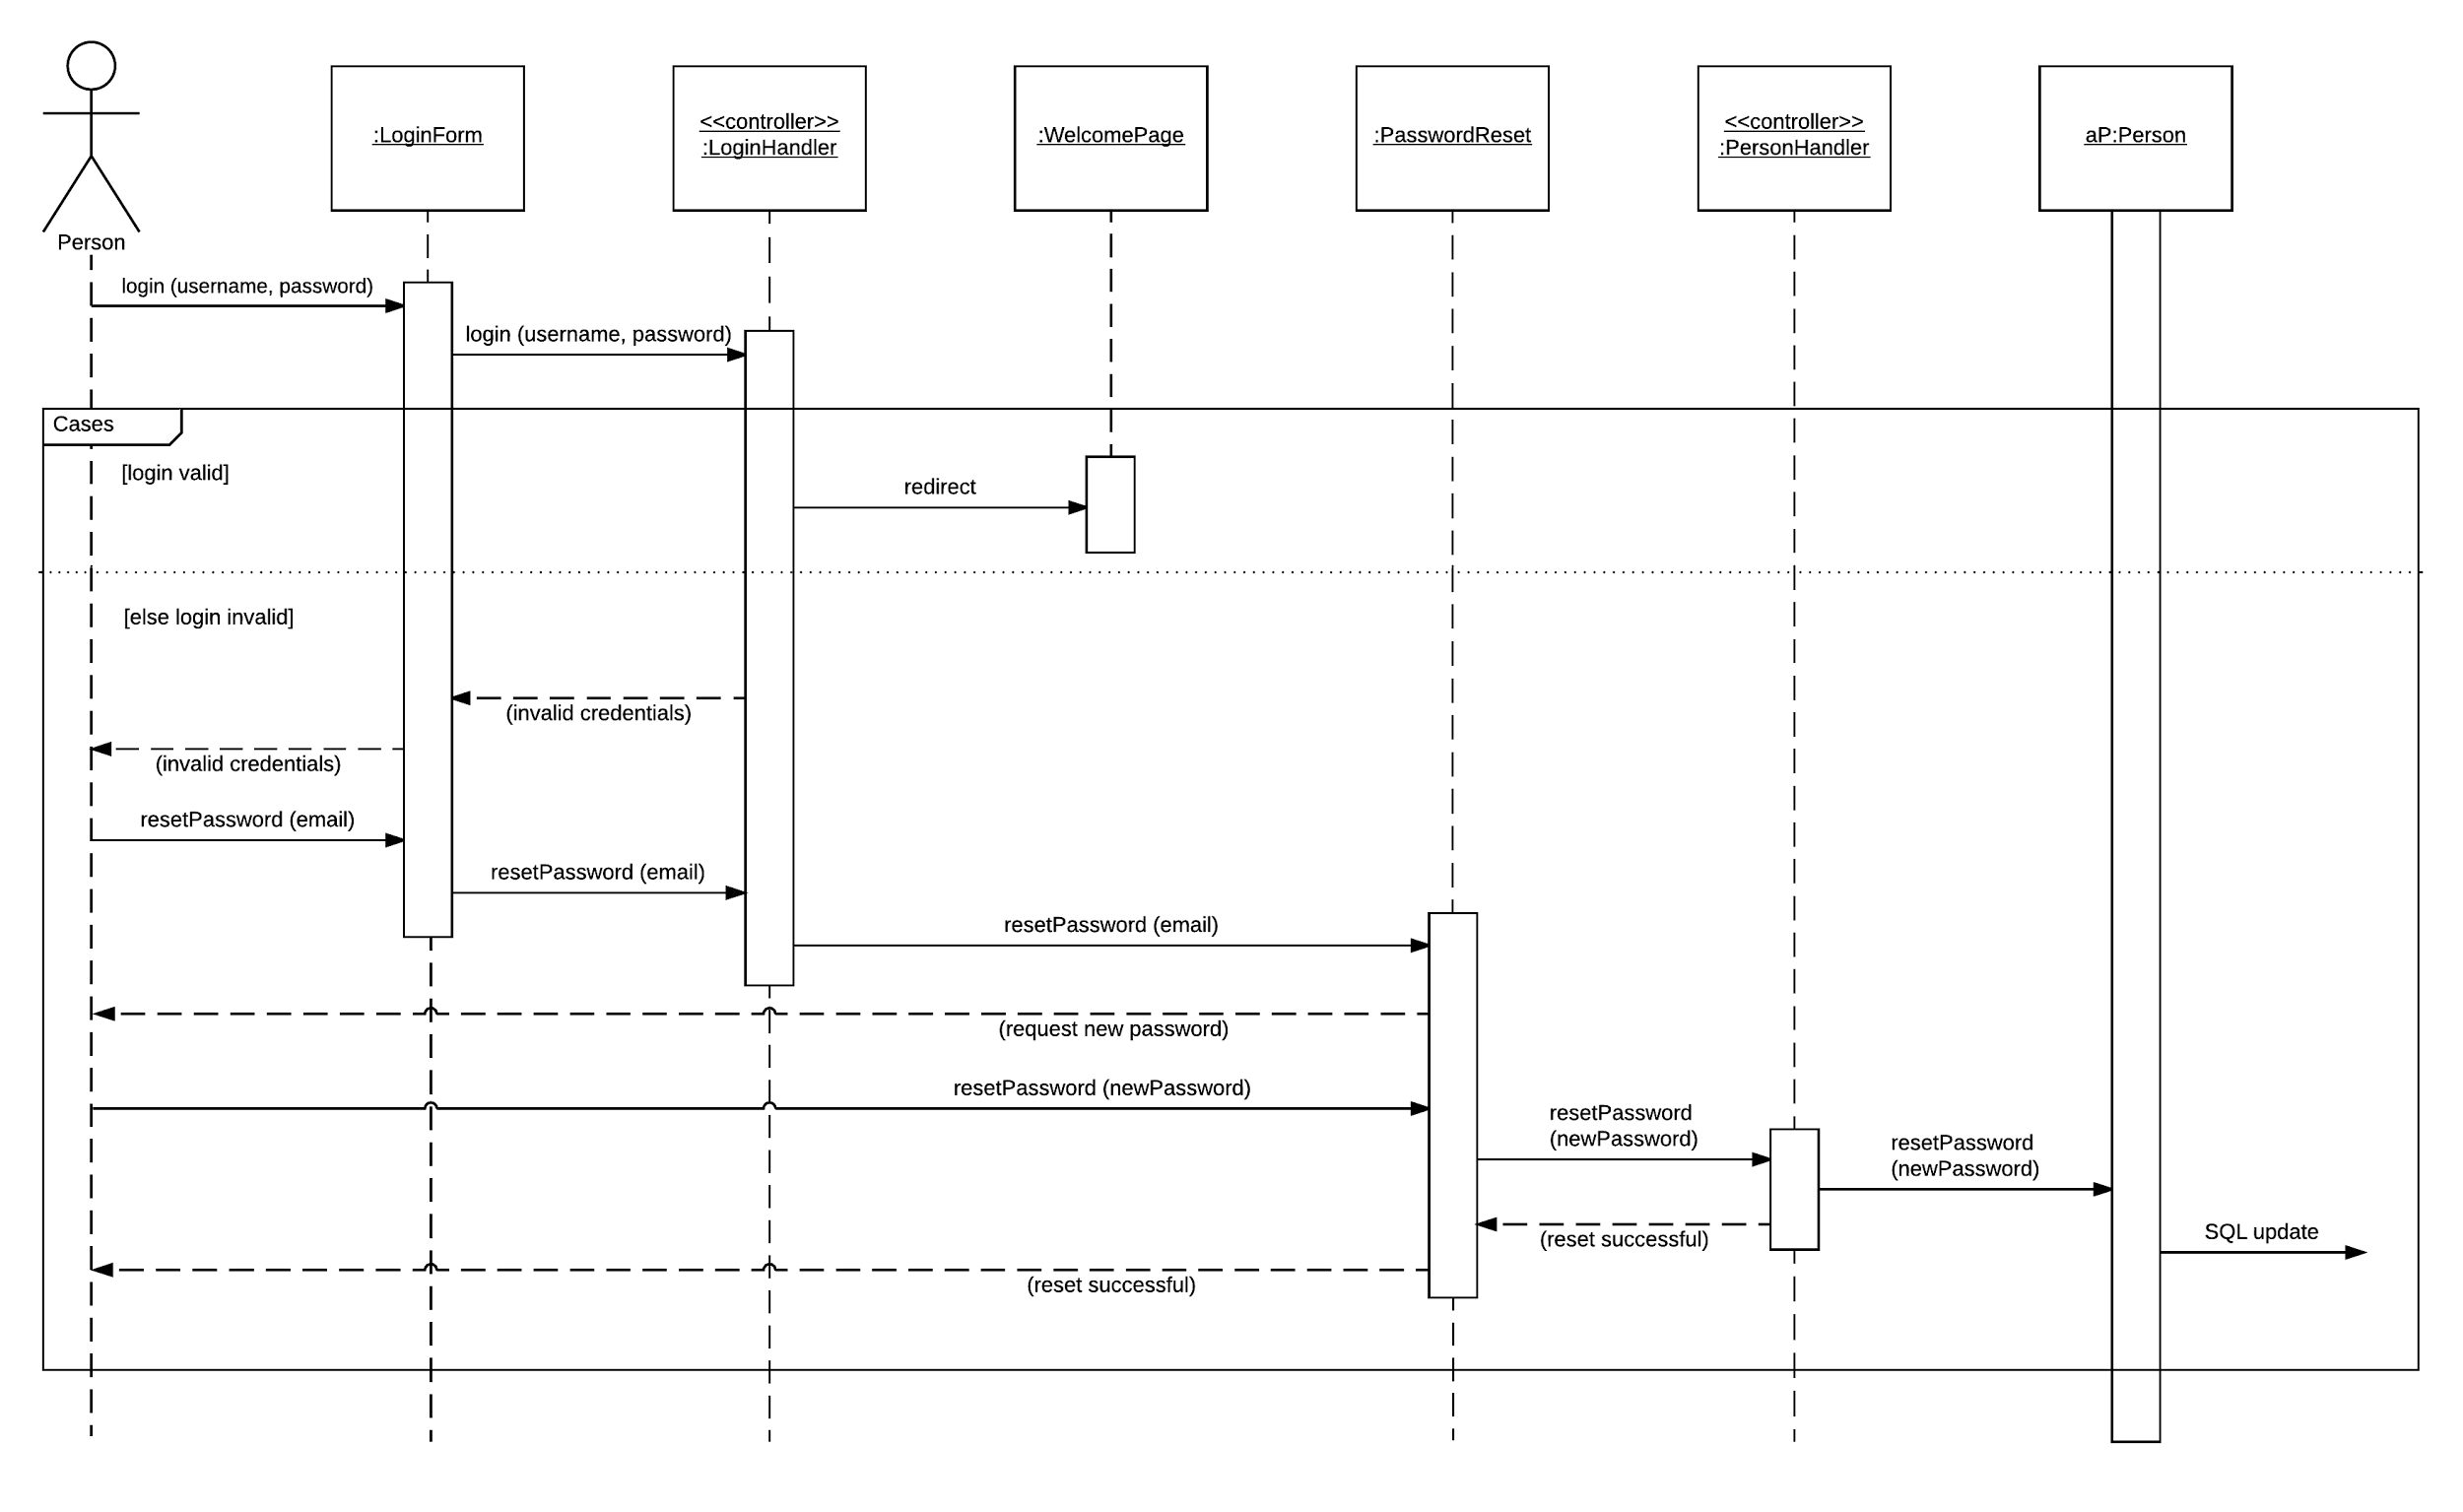 <<controller>>
<<controller>>
:LoginForm
:LoginHandler
:WelcomePage
:PasswordReset
:PersonHandler
aP:Person
Person
login (username, password)
login (username, password)
Cases
[login valid]
redirect
[else login invalid]
(invalid credentials)
(invalid credentials)
resetPassword (email)
resetPassword (email)
resetPassword (email)
(request new password)
resetPassword (newPassword)
resetPassword
(newPassword)
resetPassword
(newPassword)
SQL update
(reset successful)
(reset successful)